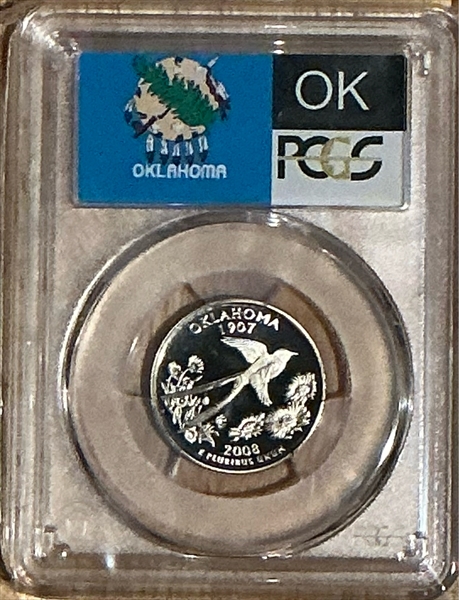 OKLAHOMA
OK
PCGS
OKLAHOMA
1907
2008
E PLURIBUS UNUM